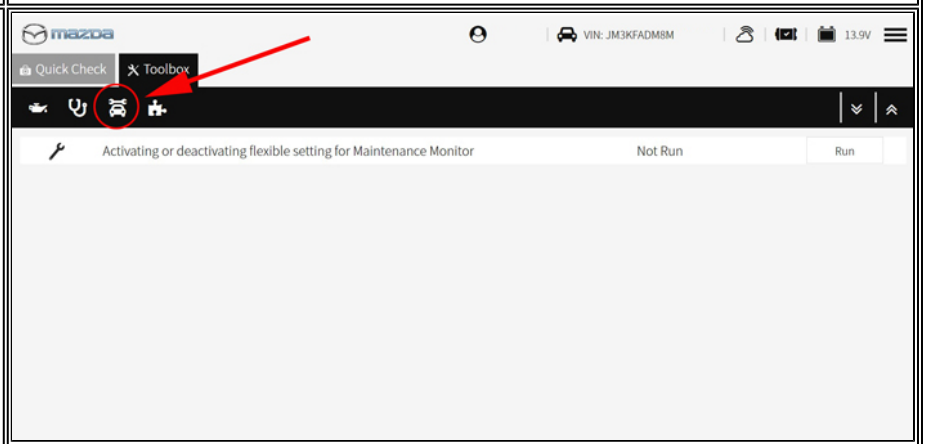 mazda
VIN: JM3KFADM8M
13.9V
Quick Check
Toolbox
Activating or deactivating flexible setting for Maintenance Monitor Not Run Run